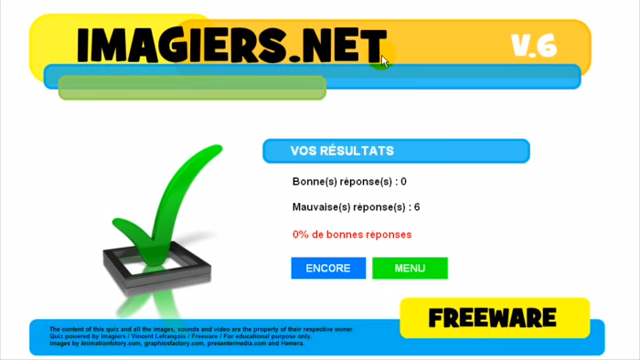 IMAGIERS.NET
V.6
VOS RÉSULTATS
Bonne(s) réponse(s) : 0
Mauvaise(s) réponse(s) : 6
0% de bonnes réponses
ENCORE
MENU
FREEWARE
The content of this quiz and all the images, sounds and video are the property of their respective owner.
Quiz powered by Imagiers / Vincent Lefrançois / Freeware / For educational purpose only.
Images by Animationfctory.com, graphicsfactory.com, presentermedia.com and